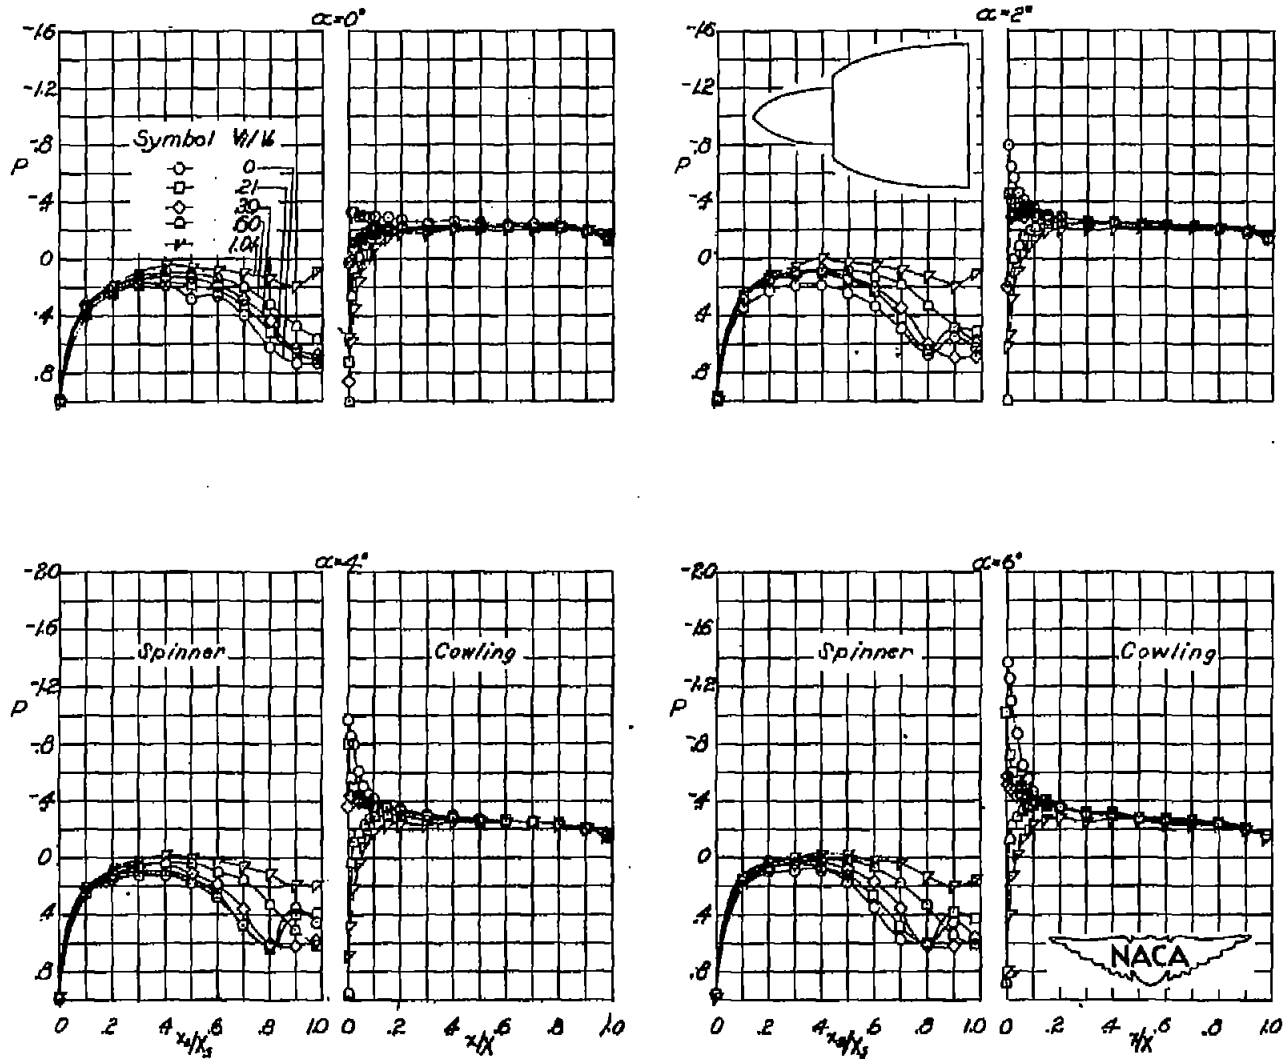 α=0°
-1.6
-1.2
-.8
P
-.4
0
.4
.8
Symbol Vi/Vo
0
.21
.30
.60
1.04
α=2°
-1.6
-1.2
-.8
P
-.4
0
.4
.8
α=4°
-2.0
-1.6
-1.2
P
-.8
-.4
0
.4
.8
Spinner Cowling
0 .2 .4 xs/Xs .6 .8 1.0
0 .2 .4 x/X .6 .8 1.0
α=6°
-2.0
-1.6
-1.2
P
-.8
-.4
0
.4
.8
Spinner Cowling
NACA
0 .2 .4 xs/Xs .6 .8 1.0
0 .2 .4 x/X .6 .8 1.0